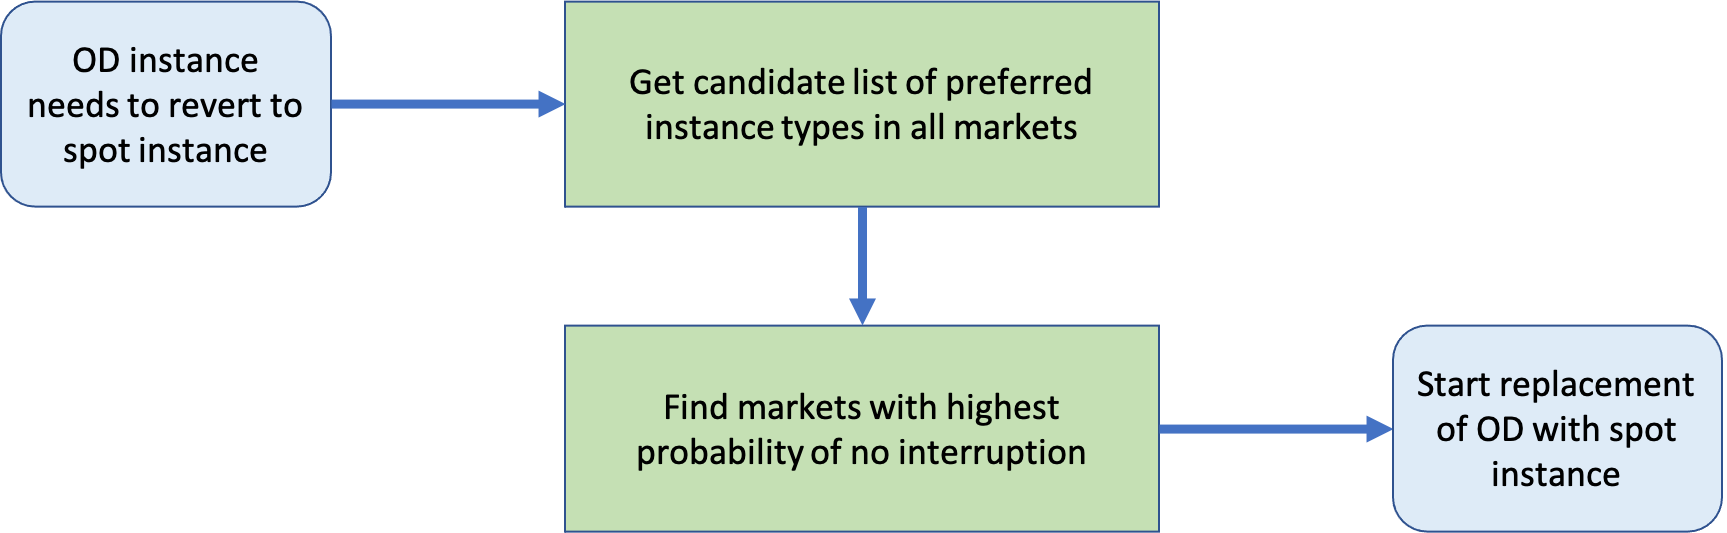 OD instance
needs to revert to
spot instance
Get candidate list of preferred
instance types in all markets
Find markets with highest
probability of no interruption
Start replacement
of OD with spot
instance